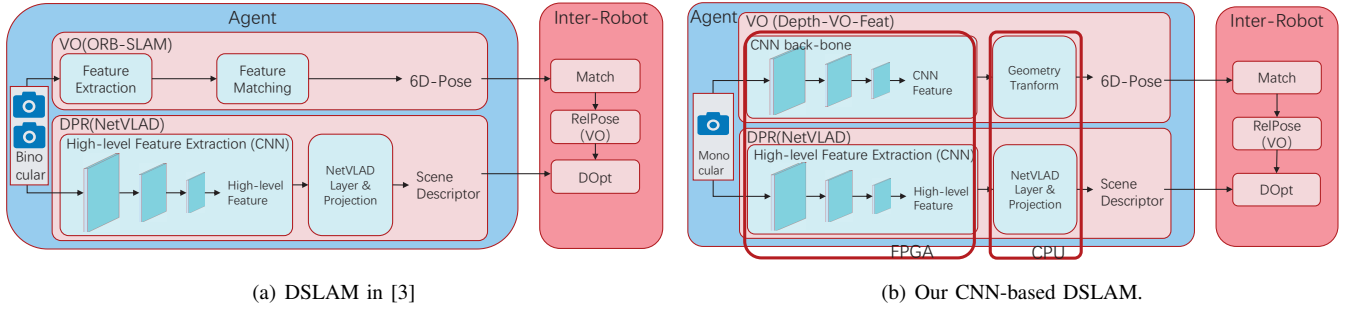 Agent
Inter-Robot
VO(ORB-SLAM)
Feature
Extraction
Feature
Matching
6D-Pose
Match
RelPose
(VO)
DOpt
Bino
cular
DPR(NetVLAD)
High-level Feature Extraction (CNN)
High-level
Feature
NetVLAD
Layer &
Projection
Scene
Descriptor
(a) DSLAM in [3]
Agent
Inter-Robot
VO (Depth-VO-Feat)
CNN back-bone
CNN
Feature
Geometry
Tranform
6D-Pose
Match
RelPose
(VO)
DOpt
Mono
cular
DPR(NetVLAD)
High-level Feature Extraction (CNN)
High-level
Feature
NetVLAD
Layer &
Projection
Scene
Descriptor
FPGA
CPU
(b) Our CNN-based DSLAM.